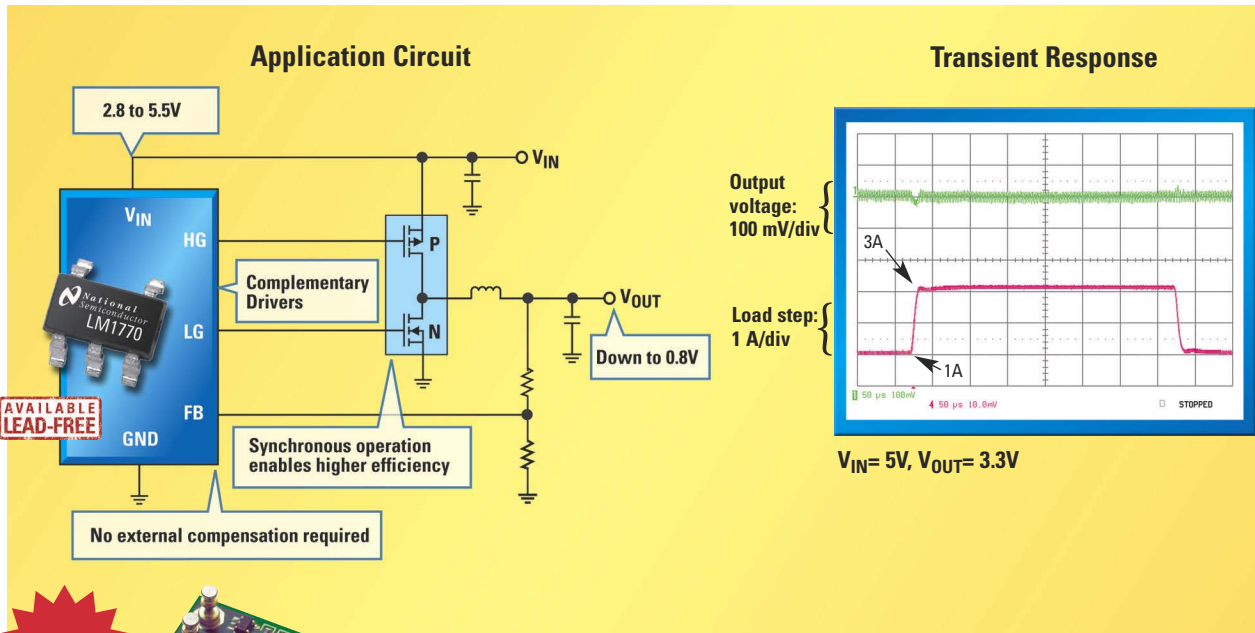 Application Circuit
Transient Response
2.8 to 5.5V
VIN
VIN
HG
P
Complementary
Drivers
National
Semiconductor
LM1770
LG
N
VOUT
Down to 0.8V
AVAILABLE
LEAD-FREE
FB
GND
Synchronous operation
enables higher efficiency
No external compensation required
Output
voltage:
100 mV/div
1
3A
Load step:
1 A/div
1A
1 50 µs 100mV
4 50 µs 10.0mV
STOPPED
VIN= 5V, VOUT= 3.3V